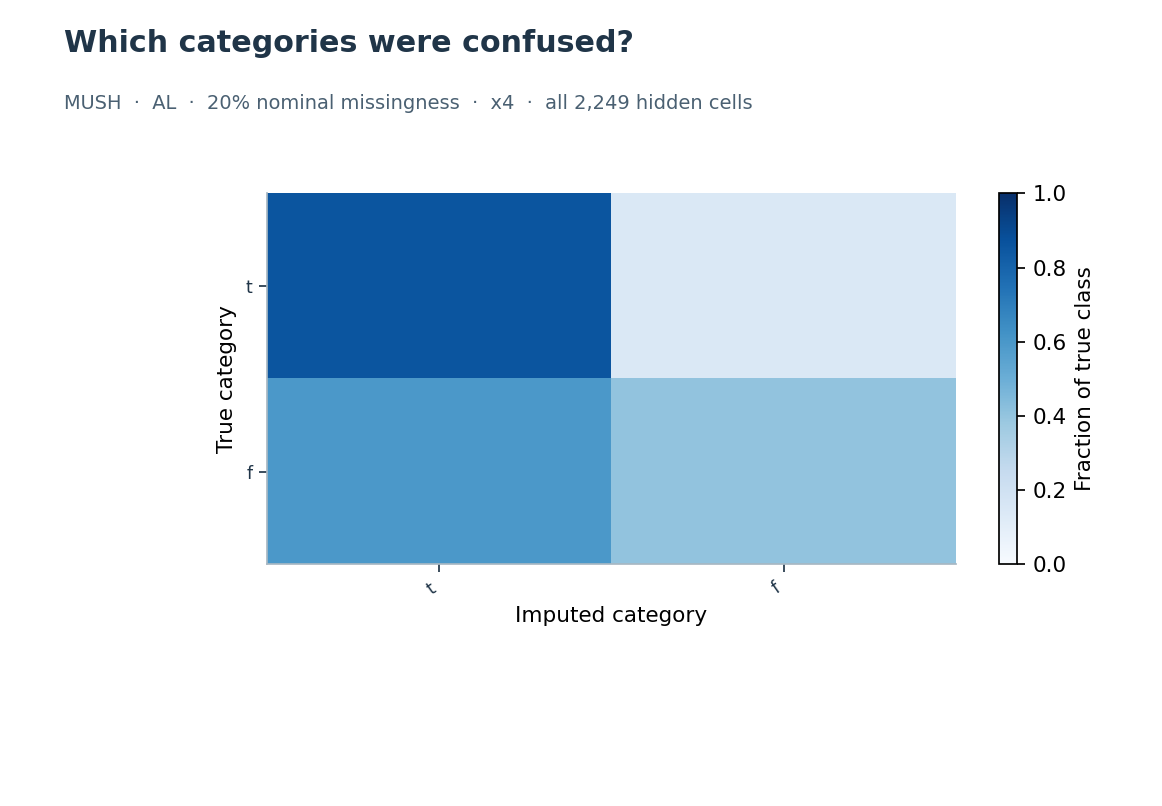 Which categories were confused?
MUSH · AL · 20% nominal missingness · x4 · all 2,249 hidden cells
True category
t
f
t
f
Imputed category
1.0
0.8
0.6
0.4
0.2
0.0
Fraction of true class